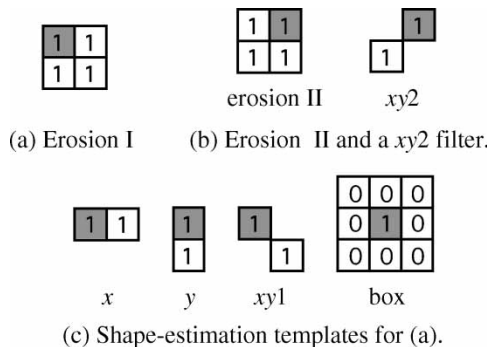 1 1
1 1
1 1
1 1
1
1
erosion II xy2
(a) Erosion I (b) Erosion II and a xy2 filter.
1 1
1
1
1
1
0 0 0
0 1 0
0 0 0
x y xy1 box
(c) Shape-estimation templates for (a).